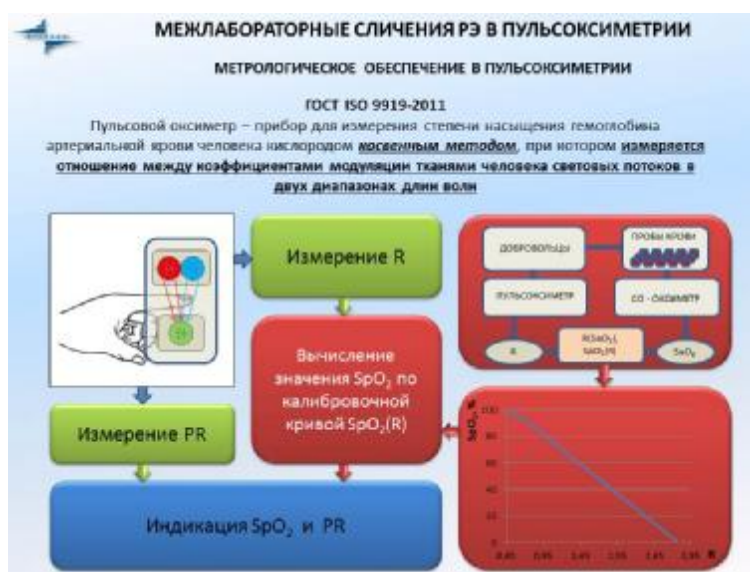 МЕЖЛАБОРАТОРНЫЕ СЛИЧЕНИЯ РЭ В ПУЛЬСОКСИМЕТРИИ
МЕТРОЛОГИЧЕСКОЕ ОБЕСПЕЧЕНИЕ В ПУЛЬСОКСИМЕТРИИ
ГОСТ ISO 9919-2011
Пульсовой оксиметр – прибор для измерения степени насыщения гемоглобина
артериальной крови человека кислородом косвенным методом, при котором измеряется
отношение между коэффициентами модуляции тканями человека световых потоков в
двух диапазонах длин волн
Измерение R
ДОБРОВОЛЬЦЫ
ПРОБЫ КРОВИ
ПУЛЬСОКСИМЕТР
CO - ОКСИМЕТР
R
SaO₂
Вычисление
значения SpO₂ по
калибровочной
кривой SpO₂(R)
Измерение PR
Индикация SpO₂ и PR
SpO₂, %
100
80
60
40
20
0
R